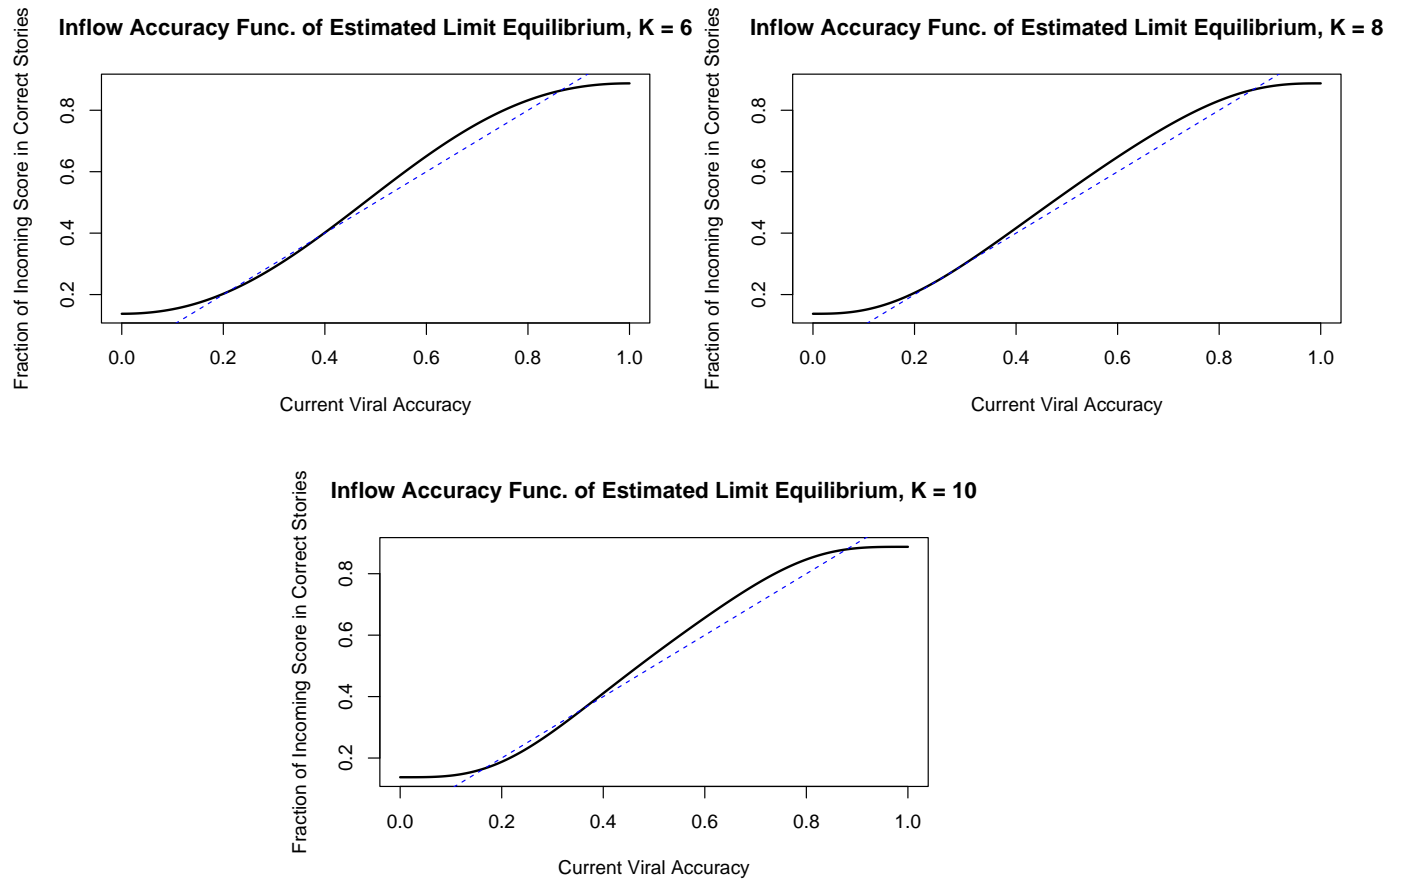 Inflow Accuracy Func. of Estimated Limit Equilibrium, K = 6
Fraction of Incoming Score in Correct Stories
0.8
0.6
0.4
0.2
0.0 0.2 0.4 0.6 0.8 1.0
Current Viral Accuracy
Inflow Accuracy Func. of Estimated Limit Equilibrium, K = 8
Fraction of Incoming Score in Correct Stories
0.8
0.6
0.4
0.2
0.0 0.2 0.4 0.6 0.8 1.0
Current Viral Accuracy
Inflow Accuracy Func. of Estimated Limit Equilibrium, K = 10
Fraction of Incoming Score in Correct Stories
0.8
0.6
0.4
0.2
0.0 0.2 0.4 0.6 0.8 1.0
Current Viral Accuracy